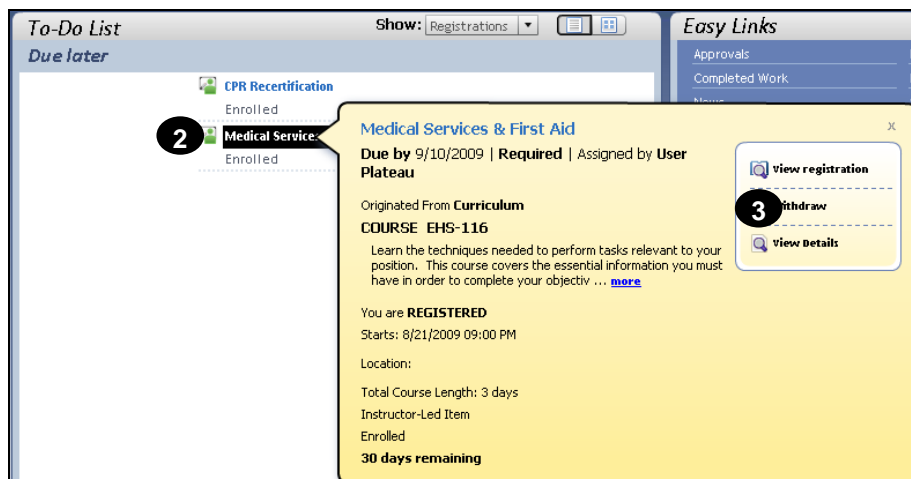 To-Do List
Show: Registrations
Easy Links
Due later
Approvals
Completed Work
News
CPR Recertification
Enrolled
2
Medical Services
Enrolled
Medical Services & First Aid
x
Due by 9/10/2009 | Required | Assigned by User
Plateau
Originated From Curriculum
COURSE EHS-116
Learn the techniques needed to perform tasks relevant to your
position. This course covers the essential information you must
have in order to complete your objectiv ... more
You are REGISTERED
Starts: 8/21/2009 09:00 PM
Location:
Total Course Length: 3 days
Instructor-Led Item
Enrolled
30 days remaining
View registration
3
ithdraw
View Details